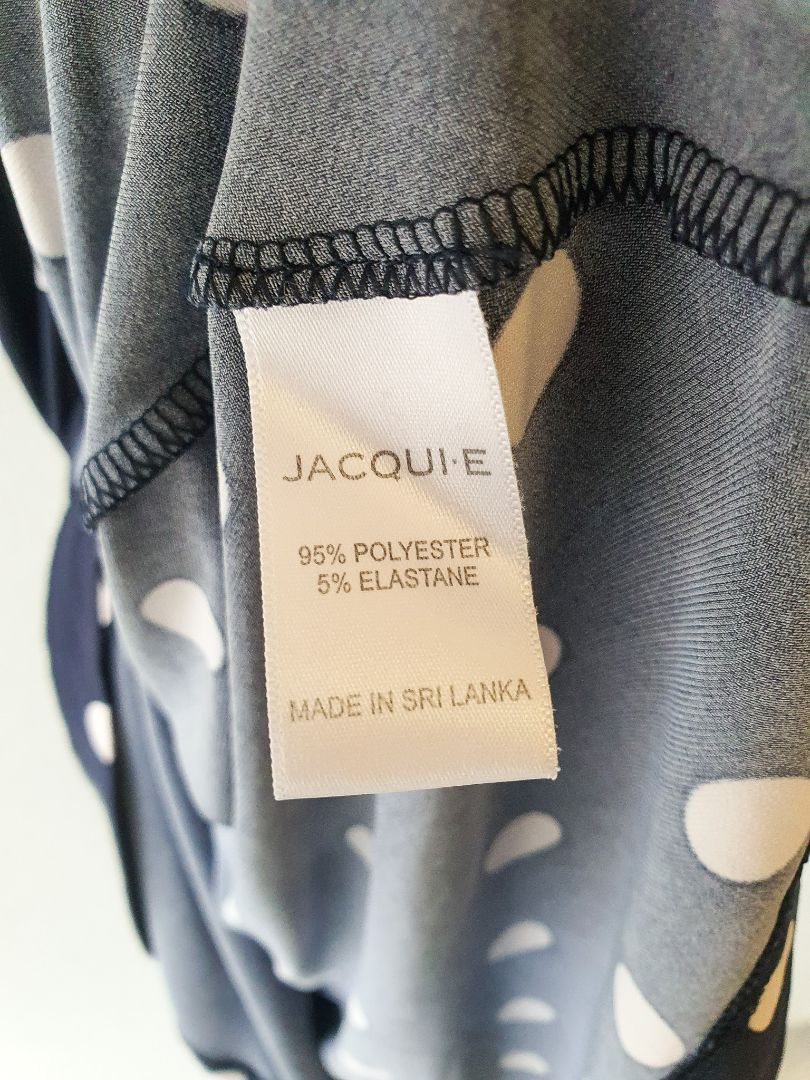 JACQUI·E
95% POLYESTER
5% ELASTANE
MADE IN SRI LANKA